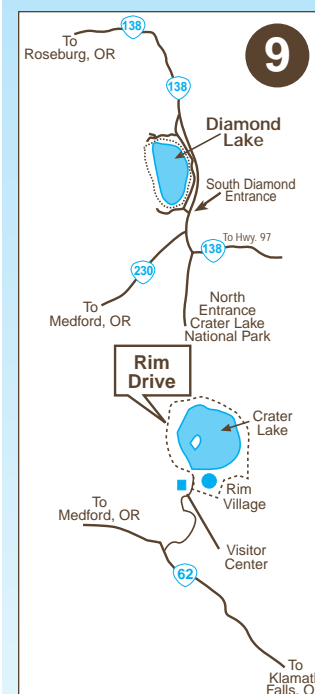 138
To
Roseburg, OR
9
138
Diamond
Lake
South Diamond
Entrance
To Hwy. 97
138
230
To
Medford, OR
North
Entrance
Crater Lake
National Park
Rim
Drive
Crater
Lake
To
Medford, OR
Rim
Village
Visitor
Center
62
To
Klamath
Falls, O